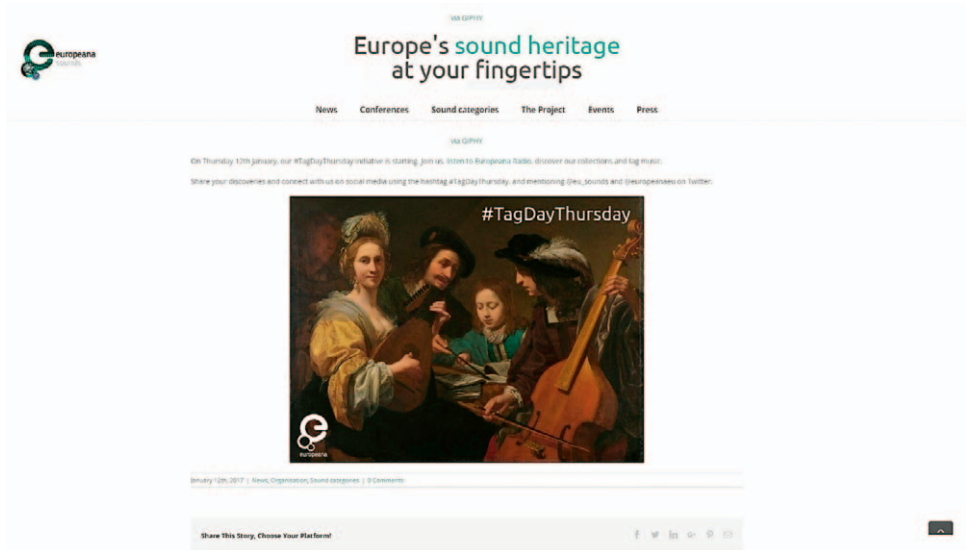 VIA GIPHY
europeana
sounds
Europe's sound heritage
at your fingertips
News Conferences Sound categories The Project Events Press
VIA GIPHY
On Thursday 12th January, our #TagDayThursday initiative is starting. Join us, listen to Europeana Radio, discover our collections and tag music.
Share your discoveries and connect with us on social media using the hashtag #TagDayThursday, and mentioning @eu_sounds and @europeanaeu on Twitter.
#TagDayThursday
europeana
January 12th, 2017 | News, Organisation, Sound categories | 0 Comments
Share This Story, Choose Your Platform!